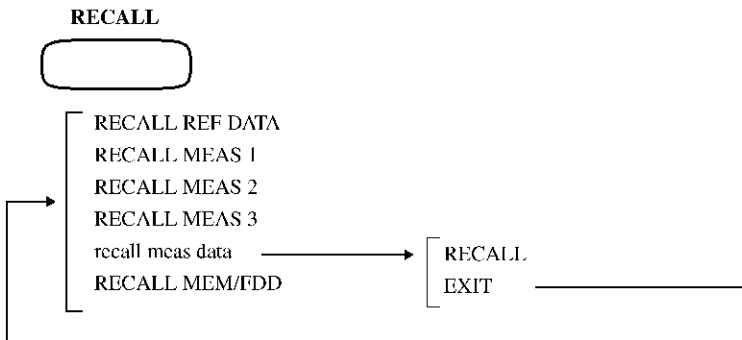 RECALL
RECALL REF DATA
RECALL MEAS 1
RECALL MEAS 2
RECALL MEAS 3
recall meas data
RECALL MEM/FDD
RECALL
EXIT